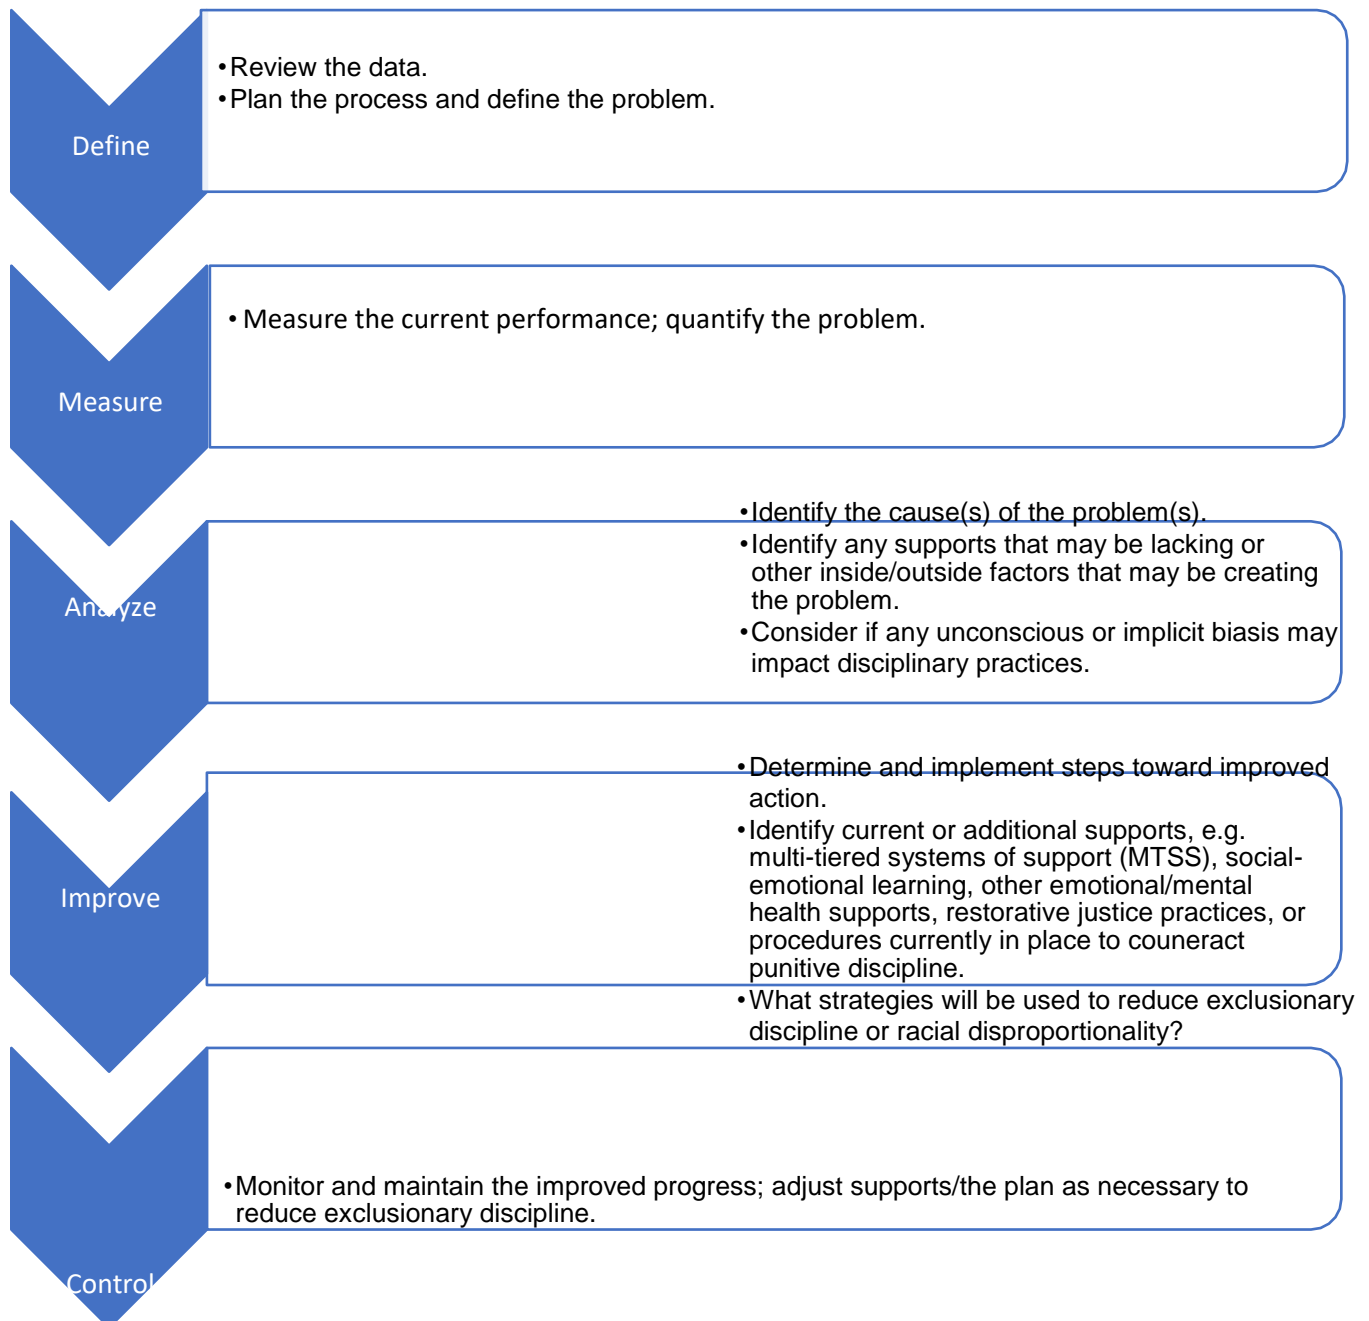 Define
•Review the data.
•Plan the process and define the problem.
Measure
• Measure the current performance; quantify the problem.
Analyze
•Identify the cause(s) of the problem(s).
•Identify any supports that may be lacking or
other inside/outside factors that may be creating
the problem.
•Consider if any unconscious or implicit biasis may
impact disciplinary practices.
Improve
•Determine and implement steps toward improved
action.
•Identify current or additional supports, e.g.
multi-tiered systems of support (MTSS), social-
emotional learning, other emotional/mental
health supports, restorative justice practices, or
procedures currently in place to couneract
punitive discipline.
•What strategies will be used to reduce exclusionary
discipline or racial disproportionality?
Control
•Monitor and maintain the improved progress; adjust supports/the plan as necessary to
reduce exclusionary discipline.